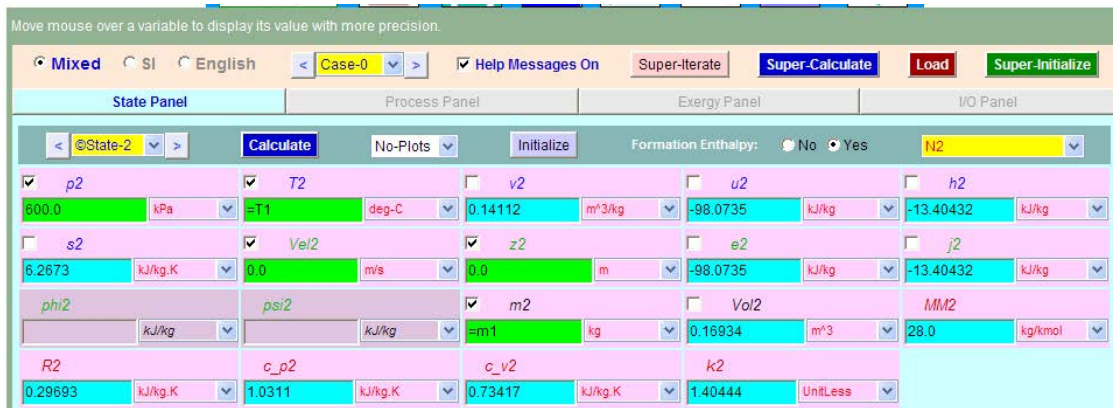 Move mouse over a variable to display its value with more precision.
Mixed SI English < Case-0 > Help Messages On Super-Iterate Super-Calculate Load Super-Initialize
State Panel Process Panel Exergy Panel I/O Panel
< ©State-2 > Calculate No-Plots Initialize Formation Enthalpy: No Yes N2
p2 T2 v2 u2 h2
600.0 kPa =T1 deg-C 0.14112 m^3/kg -98.0735 kJ/kg -13.40432 kJ/kg
s2 Vel2 z2 e2 j2
6.2673 kJ/kg.K 0.0 m/s 0.0 m -98.0735 kJ/kg -13.40432 kJ/kg
phi2 psi2 m2 Vol2 MM2
kJ/kg kJ/kg =m1 kg 0.16934 m^3 28.0 kg/kmol
R2 c_p2 c_v2 k2
0.29693 kJ/kg.K 1.0311 kJ/kg.K 0.73417 kJ/kg.K 1.40444 UnitLess